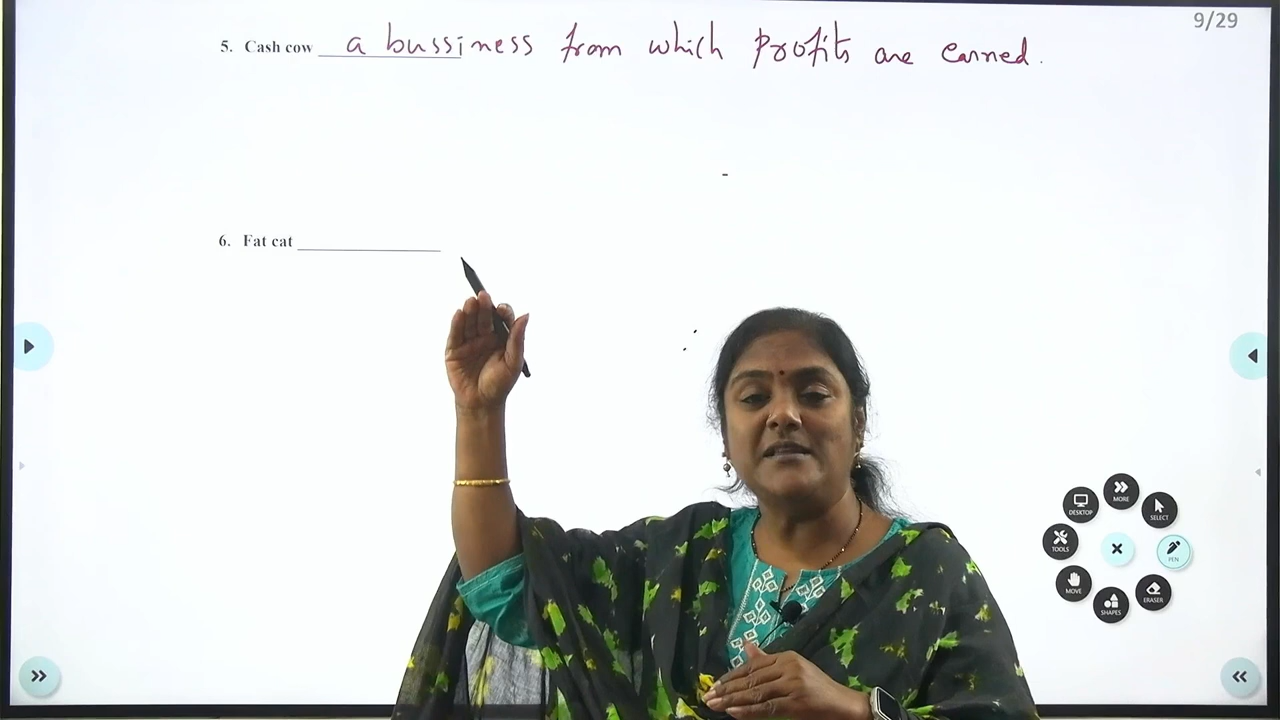 9/29
5. Cash cow a bussiness from which Profits are earned.
6. Fat cat
MORE
DESKTOP
SELECT
TOOLS
PEN
MOVE
ERASER
SHAPES